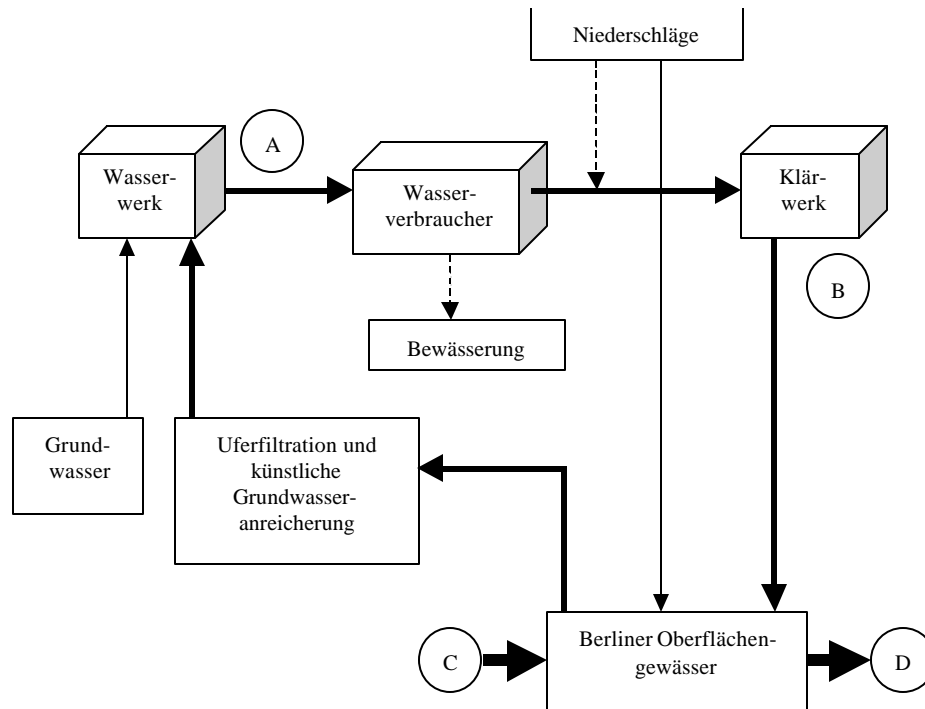 Niederschläge
A
Wasser-
werk
Wasser-
verbraucher
Klär-
werk
B
Bewässerung
Grund-
wasser
Uferfiltration und
künstliche
Grundwasser-
anreicherung
C
Berliner Oberflächen-
gewässer
D